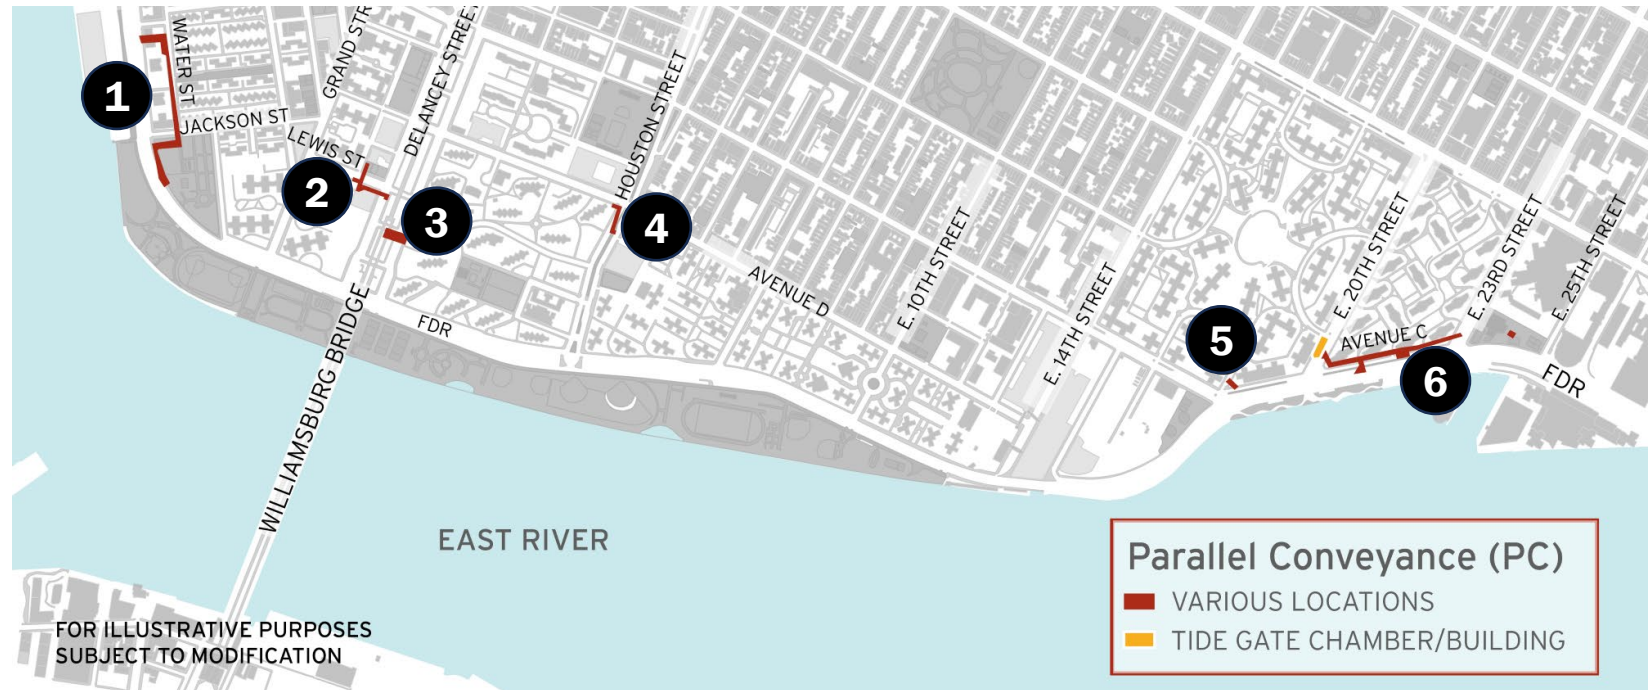 WATER ST
GRAND STR
DELANCEY STREET
1
JACKSON ST
LEWIS ST
HOUSTON STREET
2
3
4
AVENUE D
E. 10TH STREET
E. 14TH STREET
E. 20TH STREET
E. 23RD STREET
E. 25TH STREET
FDR
5
AVENUE C
6
FDR
WILLIAMSBURG BRIDGE
EAST RIVER
Parallel Conveyance (PC)
VARIOUS LOCATIONS
TIDE GATE CHAMBER/BUILDING
FOR ILLUSTRATIVE PURPOSES
SUBJECT TO MODIFICATION